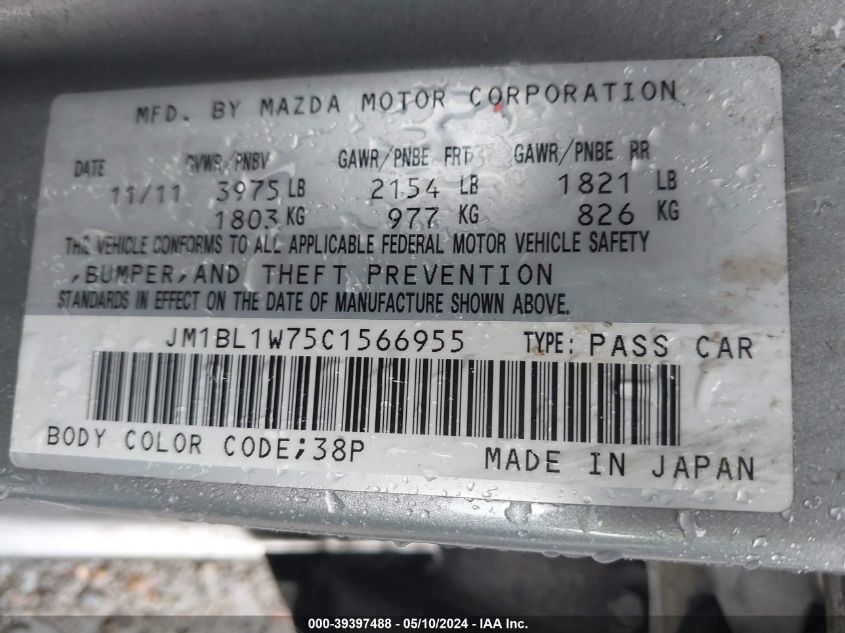 MFD. BY MAZDA MOTOR CORPORATION
DATE GVWR/PNBV GAWR/PNBE FRT GAWR/PNBE RR
11/11 3975 LB 2154 LB 1821 LB
1803 KG 977 KG 826 KG
THIS VEHICLE CONFORMS TO ALL APPLICABLE FEDERAL MOTOR VEHICLE SAFETY
,BUMPER,AND THEFT PREVENTION
STANDARDS IN EFFECT ON THE DATE OF MANUFACTURE SHOWN ABOVE.
JM1BL1W75C1566955 TYPE: PASS CAR
BODY COLOR CODE;38P MADE IN JAPAN
000-39397488 - 05/10/2024 - IAA Inc.